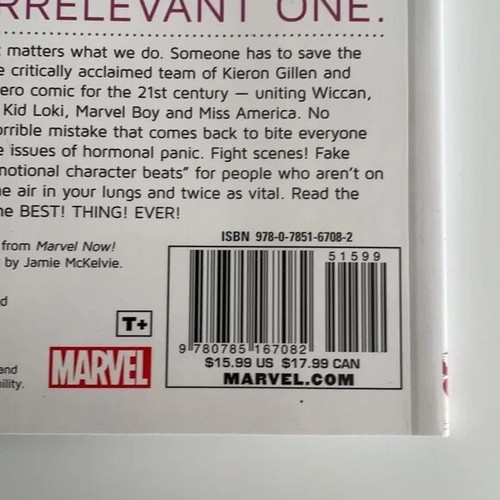 RRELEVANT ONE.
matters what we do. Someone has to save the
e critically acclaimed team of Kieron Gillen and
ero comic for the 21st century — uniting Wiccan,
Kid Loki, Marvel Boy and Miss America. No
orrible mistake that comes back to bite everyone
e issues of hormonal panic. Fight scenes! Fake
notional character beats” for people who aren't on
e air in your lungs and twice as vital. Read the
he BEST! THING! EVER!
ISBN 978-0-7851-6708-2
from Marvel Now!
by Jamie McKelvie.
51599
d
T+
9 780785 167082
$15.99 US $17.99 CAN
MARVEL.COM
and
MARVEL
ility.